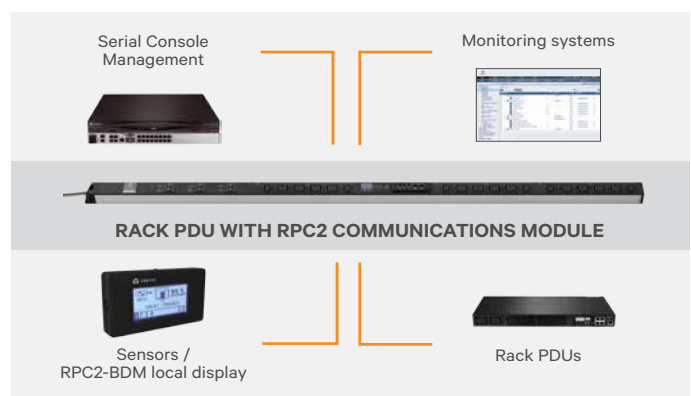 Serial Console
Management
Monitoring systems
RACK PDU WITH RPC2 COMMUNICATIONS MODULE
Sensors /
RPC2-BDM local display
Rack PDUs